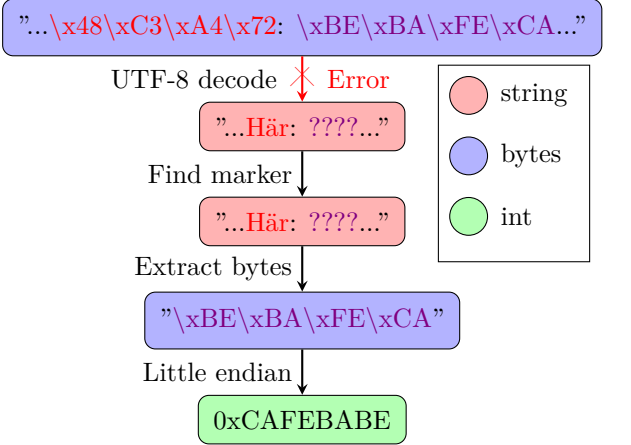 "...\x48\xC3\xA4\x72: \xBE\xBA\xFE\xCA..."
UTF-8 decode Error
"...Här: ????..."
Find marker
"...Här: ????..."
Extract bytes
"\xBE\xBA\xFE\xCA"
Little endian
0xCAFEBABE
string
bytes
int